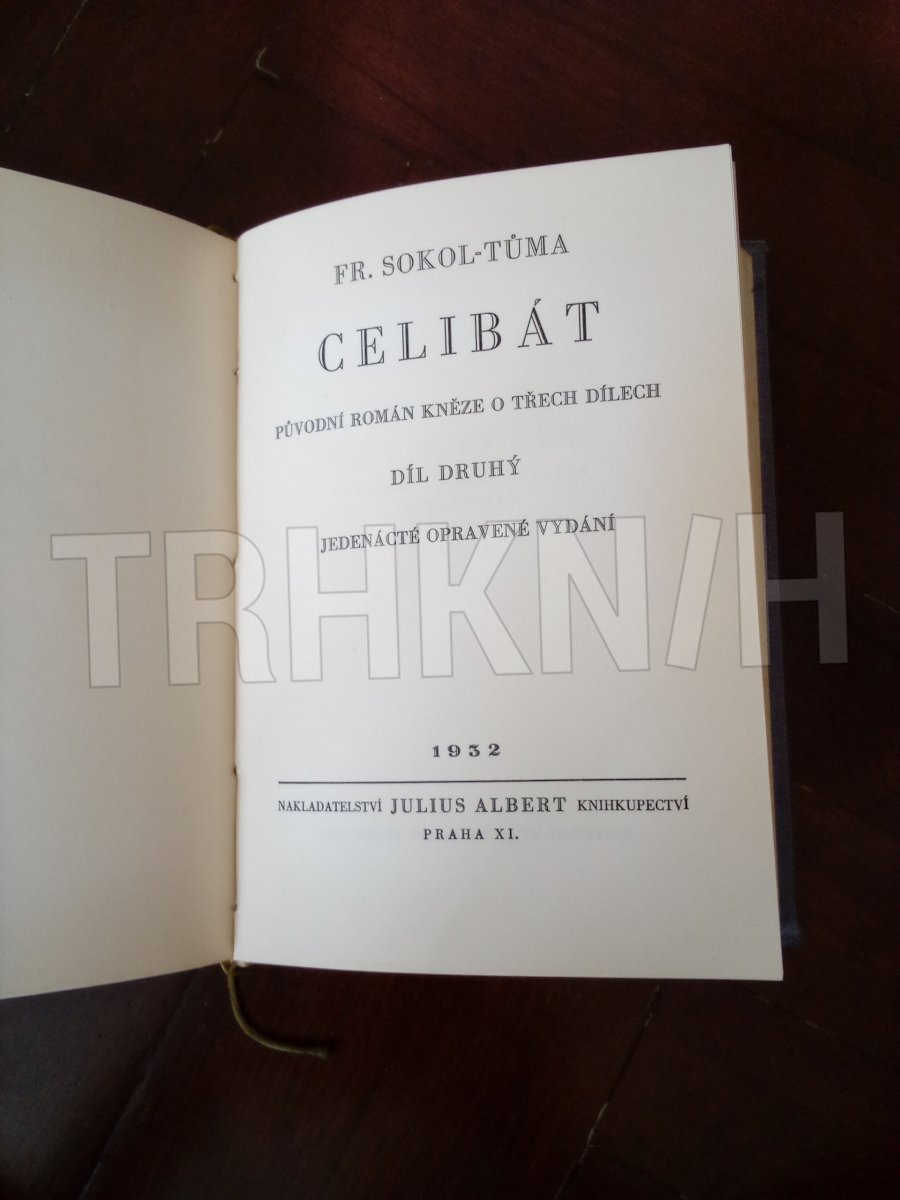 FR. SOKOL-TŮMA
CELIBÁT
PŮVODNÍ ROMÁN KNĚZE O TŘECH DÍLECH
DÍL DRUHÝ
JEDENÁCTÉ OPRAVENÉ VYDÁNÍ
TRHKNIH
1932
NAKLADATELSTVÍ JULIUS ALBERT KNIHKUPECTVÍ
PRAHA XI.